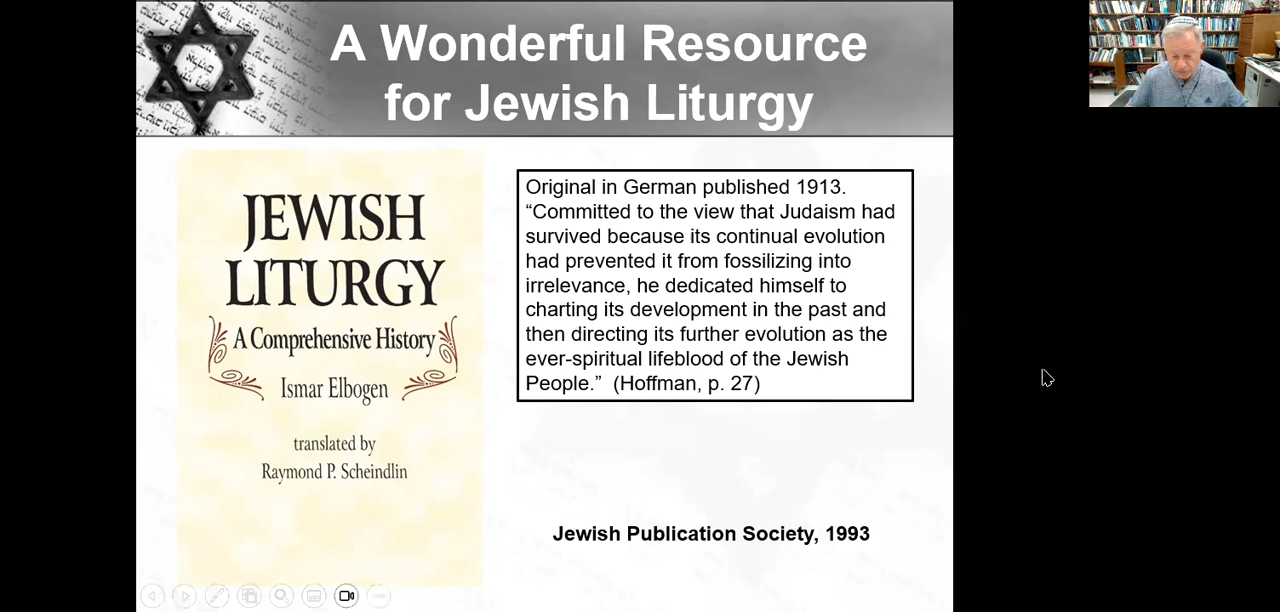 A Wonderful Resource
for Jewish Liturgy
JEWISH
LITURGY
A Comprehensive History
Ismar Elbogen
translated by
Raymond P. Scheindlin
Original in German published 1913.
“Committed to the view that Judaism had
survived because its continual evolution
had prevented it from fossilizing into
irrelevance, he dedicated himself to
charting its development in the past and
then directing its further evolution as the
ever-spiritual lifeblood of the Jewish
People.”  (Hoffman, p. 27)
Jewish Publication Society, 1993